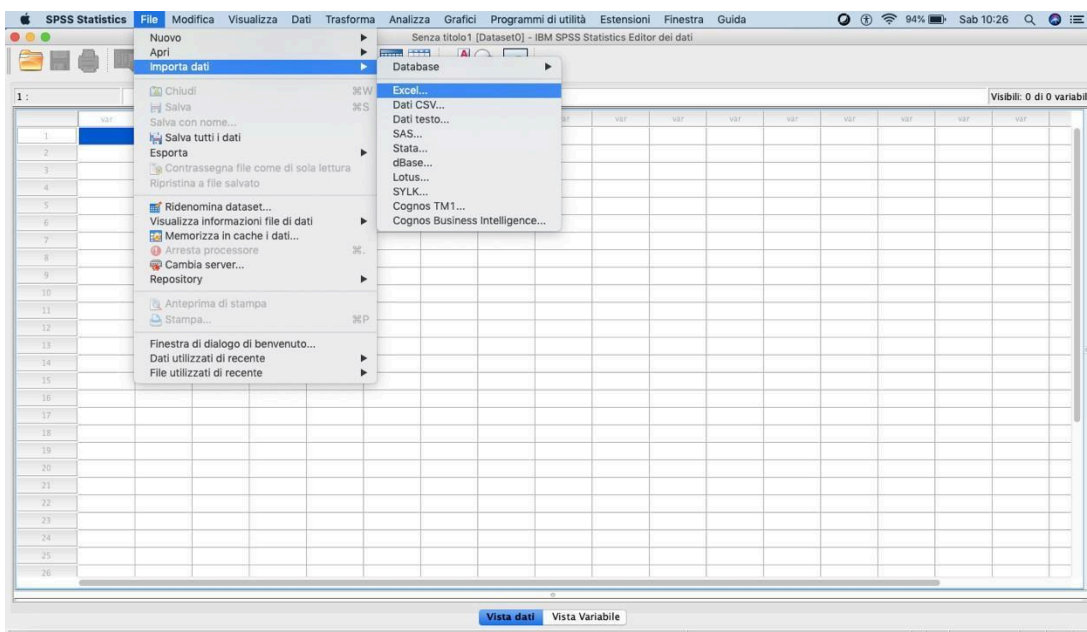 SPSS Statistics File Modifica Visualizza Dati Trasforma Analizza Grafici Programmi di utilità Estensioni Finestra Guida 94% Sab 10:26
Senza titolo1 [Dataset0] - IBM SPSS Statistics Editor dei dati
Nuovo
Apri
Importa dati
Chiudi ⌘W
Salva ⌘S
Salva con nome...
Salva tutti i dati
Esporta
Contrassegna file come di sola lettura
Ripristina a file salvato
Ridenomina dataset...
Visualizza informazioni file di dati
Memorizza in cache i dati...
Arresta processore ⌘.
Cambia server...
Repository
Anteprima di stampa
Stampa... ⌘P
Finestra di dialogo di benvenuto...
Dati utilizzati di recente
File utilizzati di recente
Database
Excel...
Dati CSV...
Dati testo...
SAS...
Stata...
dBase...
Lotus...
SYLK...
Cognos TM1...
Cognos Business Intelligence...
1 :
Visibili: 0 di 0 variabil
var var var var var var var var var var
1
2
3
4
5
6
7
8
9
10
11
12
13
14
15
16
17
18
19
20
21
22
23
24
25
26
Vista dati Vista Variabile